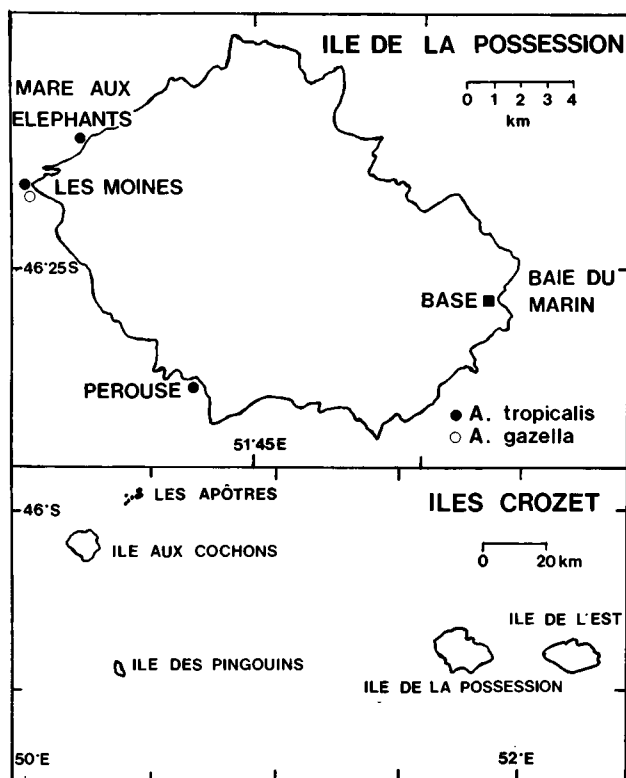 ILE DE LA POSSESSION
MARE AUX
ELEPHANTS
0 1 2 3 4
km
LES MOINES
46°25S
BAIE DU
MARIN
BASE
PEROUSE
A. tropicalis
A. gazella
51°45E
46°S
LES APÔTRES
ILES CROZET
ILE AUX COCHONS
0 20 km
ILE DE L'EST
ILE DES PINGOUINS
ILE DE LA POSSESSION
50°E
52°E